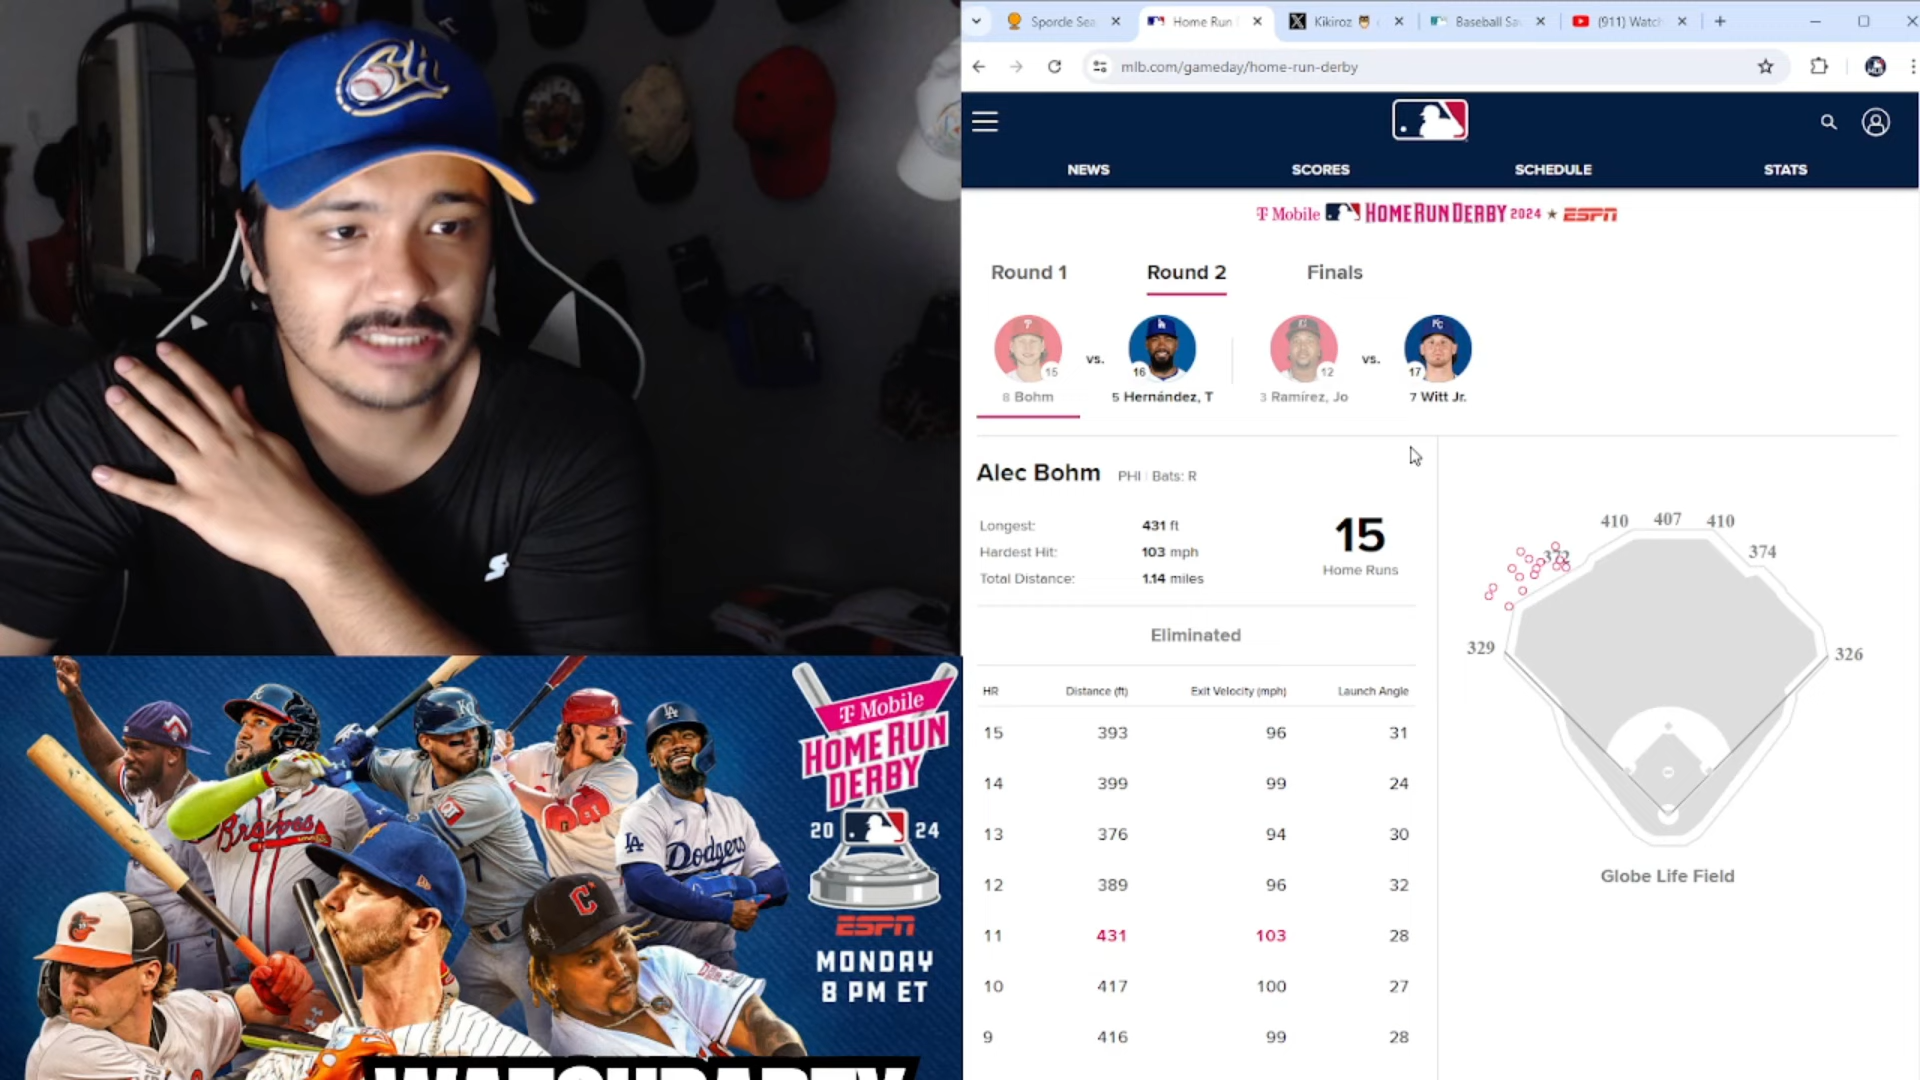 Sporde Sea
Home Run
Kikiroz
Baseball Sa
(911) Watch
mlb.com/gameday/home-run-derby
NEWS
SCORES
SCHEDULE
STATS
T Mobile HOME RUN DERBY 2024 ★ ESPN
Round 1
Round 2
Finals
15
vs.
16
12
vs.
17
8 Bohm
5 Hernández, T
3 Ramírez, Jo
7 Witt Jr.
Alec Bohm PHI | Bats: R
Longest: 431 ft
Hardest Hit: 103 mph
Total Distance: 1.14 miles
15
Home Runs
Eliminated
HR Distance (ft) Exit Velocity (mph) Launch Angle
15 393 96 31
14 399 99 24
13 376 94 30
12 389 96 32
11 431 103 28
10 417 100 27
9 416 99 28
410 407 410
372 374
329 326
Globe Life Field
T Mobile
HOME RUN
DERBY
20 24
ESPN
MONDAY
8 PM ET
Braves
Dodgers
LA
7
C
WATCHPARTY